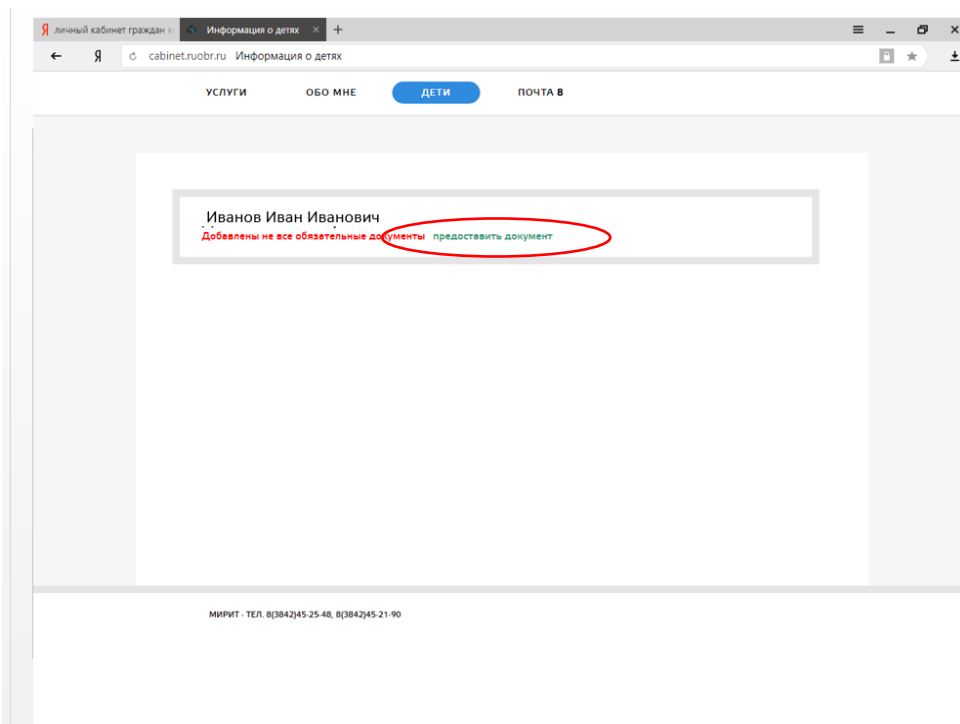 Я личный кабинет граждан
Информация о детях
Я cabinet.ruobr.ru Информация о детях
УСЛУГИ ОБО МНЕ ДЕТИ ПОЧТА 8
Иванов Иван Иванович
Добавлены не все обязательные документы предоставить документ
МИРИТ - ТЕЛ. 8(3842)45-25-48, 8(3842)45-21-90